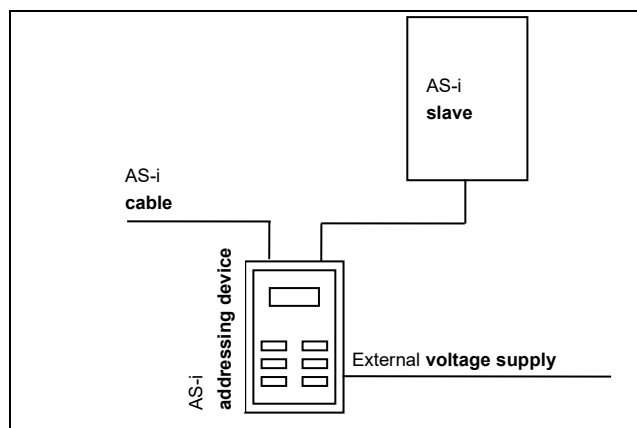 AS-i
slave
AS-i
cable
AS-i
addressing device
External voltage supply